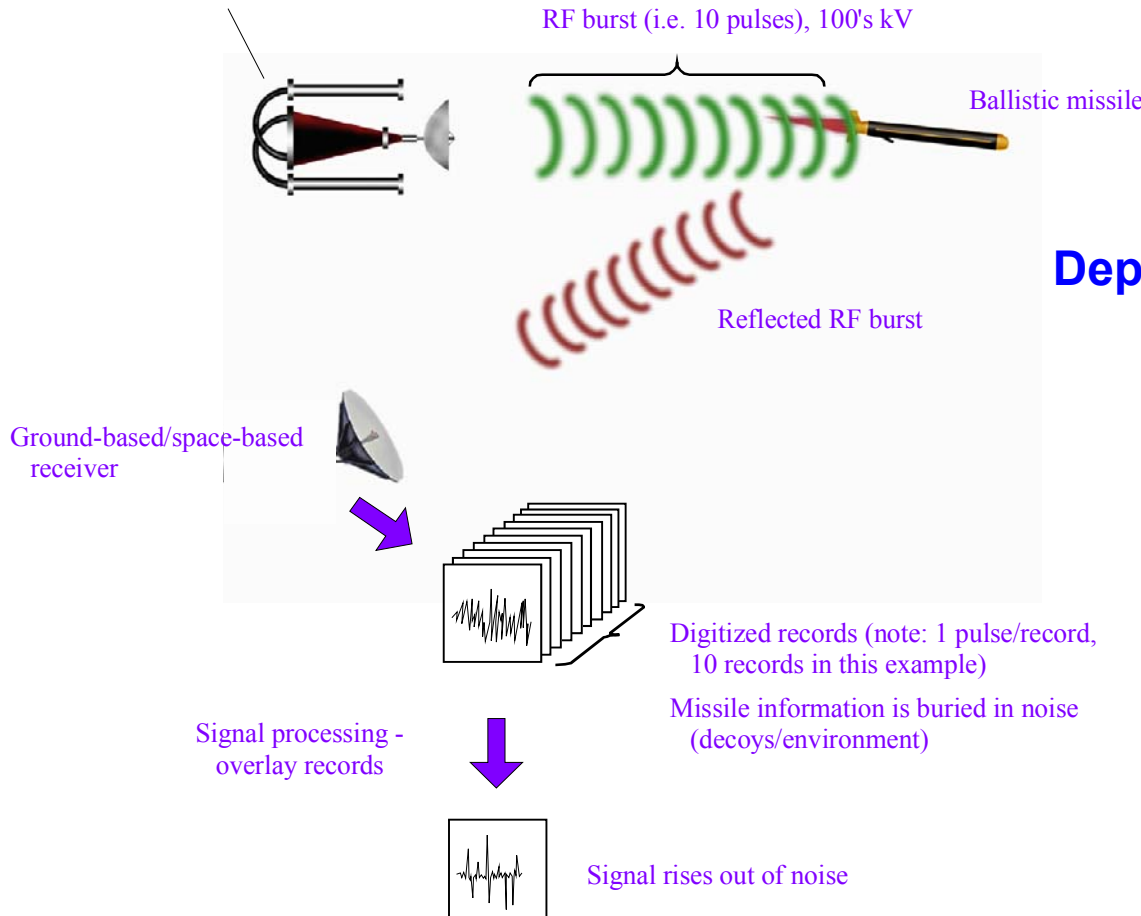 RF burst (i.e. 10 pulses), 100's kV
Ballistic missile
Dep
Reflected RF burst
Ground-based/space-based
receiver
Digitized records (note: 1 pulse/record,
10 records in this example)
Missile information is buried in noise
(decoys/environment)
Signal processing -
overlay records
Signal rises out of noise